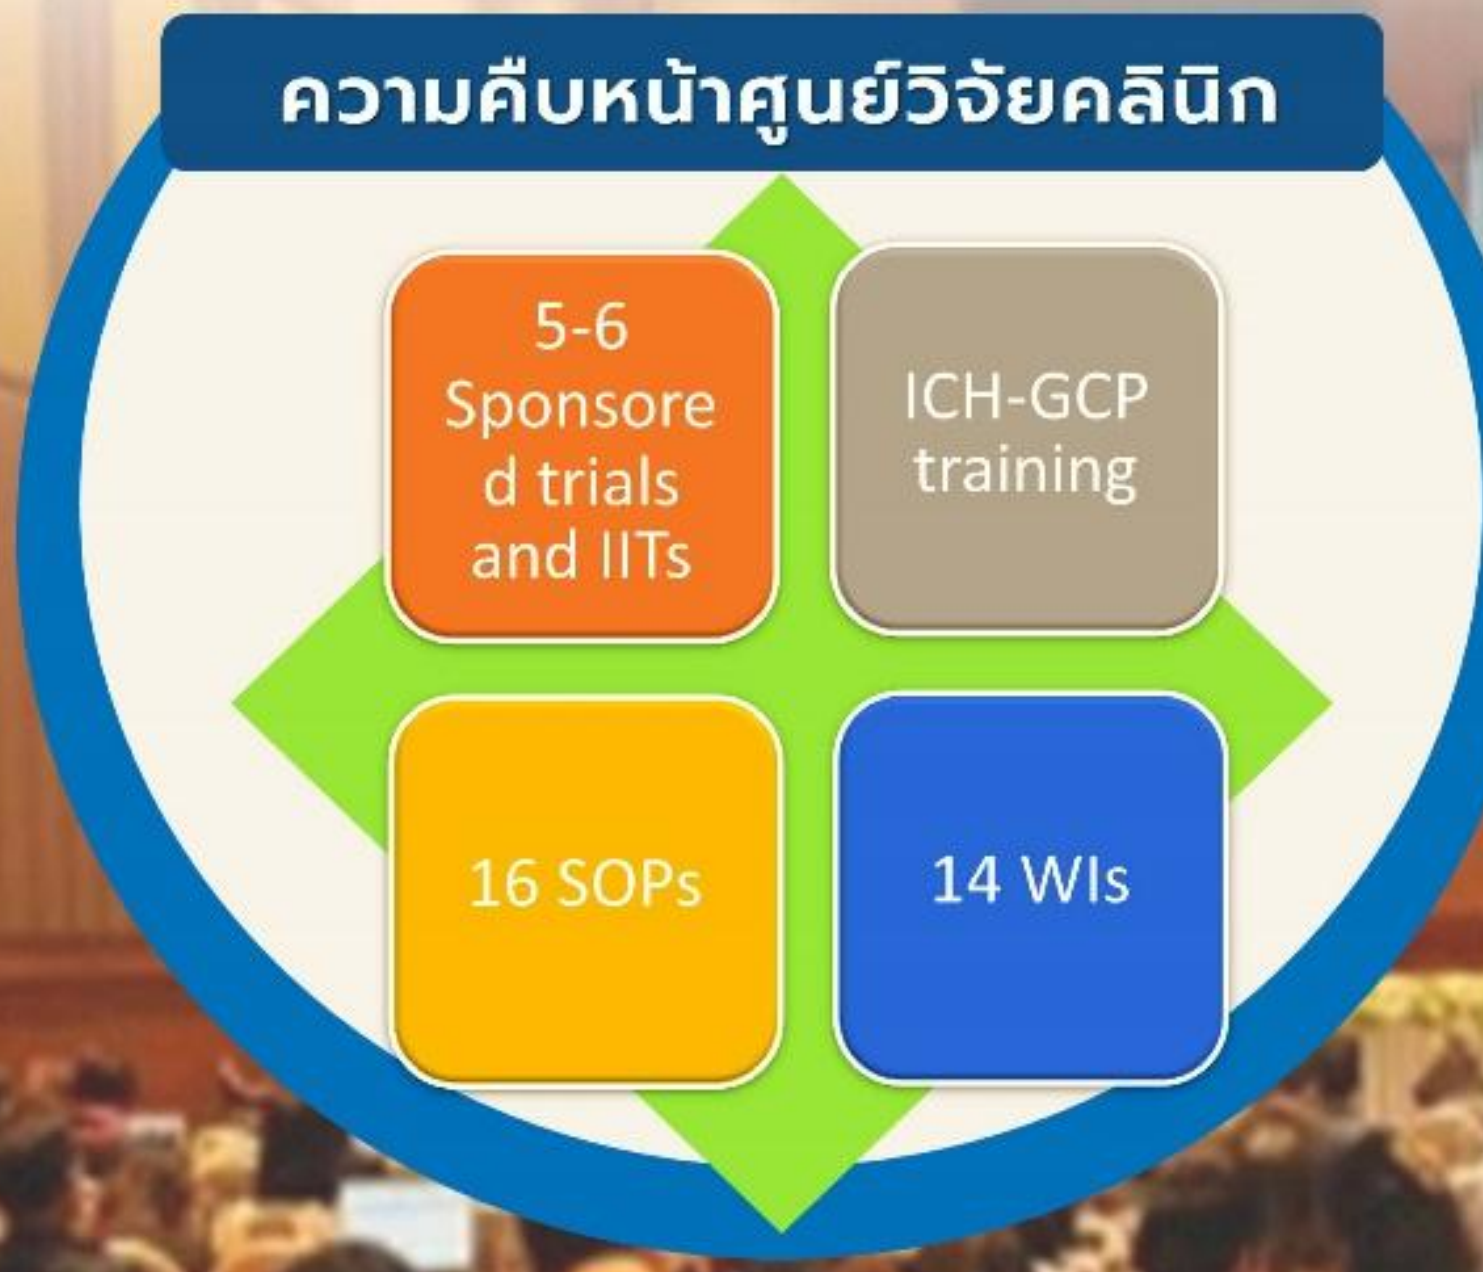 ความคืบหน้าศูนย์วิจัยคลินิก
5-6
Sponsore
d trials
and IITs
ICH-GCP
training
16 SOPs
14 WIs